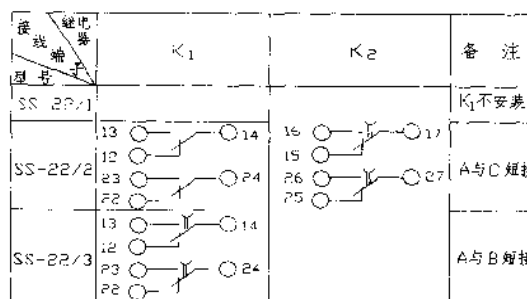 继电器
接线端子
型号
K1
K2
备注
SS-22/1
K1不安装
13 14
12
SS-22/2
23 24
22
16 17
15
26 27
25
A与C短接
SS-22/3
13 14
12
23 24
22
A与B短接